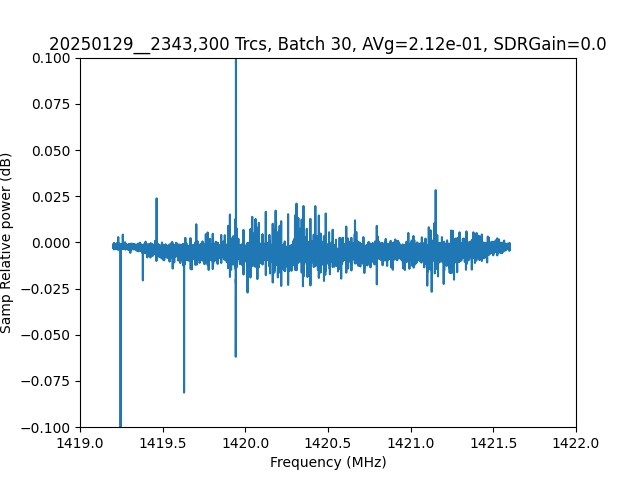 20250129__2343,300 Trcs, Batch 30, AVg=2.12e-01, SDRGain=0.0
0.100
0.075
0.050
0.025
0.000
−0.025
−0.050
−0.075
−0.100
Samp Relative power (dB)
1419.0 1419.5 1420.0 1420.5 1421.0 1421.5 1422.0
Frequency (MHz)